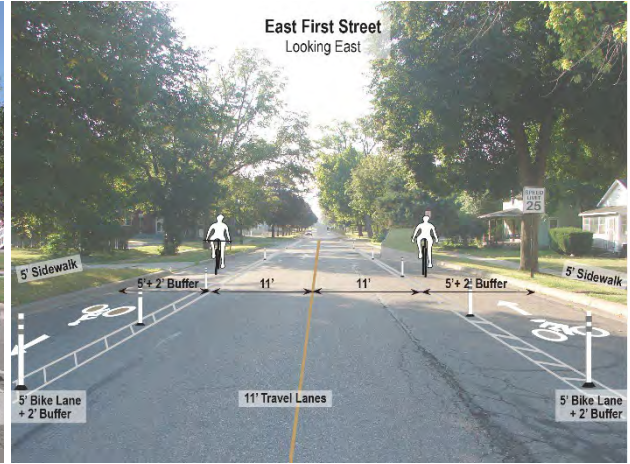 East First Street
Looking East
SPEED
LIMIT
25
5' Sidewalk
5' Sidewalk
5'+ 2' Buffer
11'
11'
5'+ 2'
Buffer
11' Travel Lanes
5' Bike Lane
+ 2' Buffer
5' Bike Lane
+ 2' Buffer